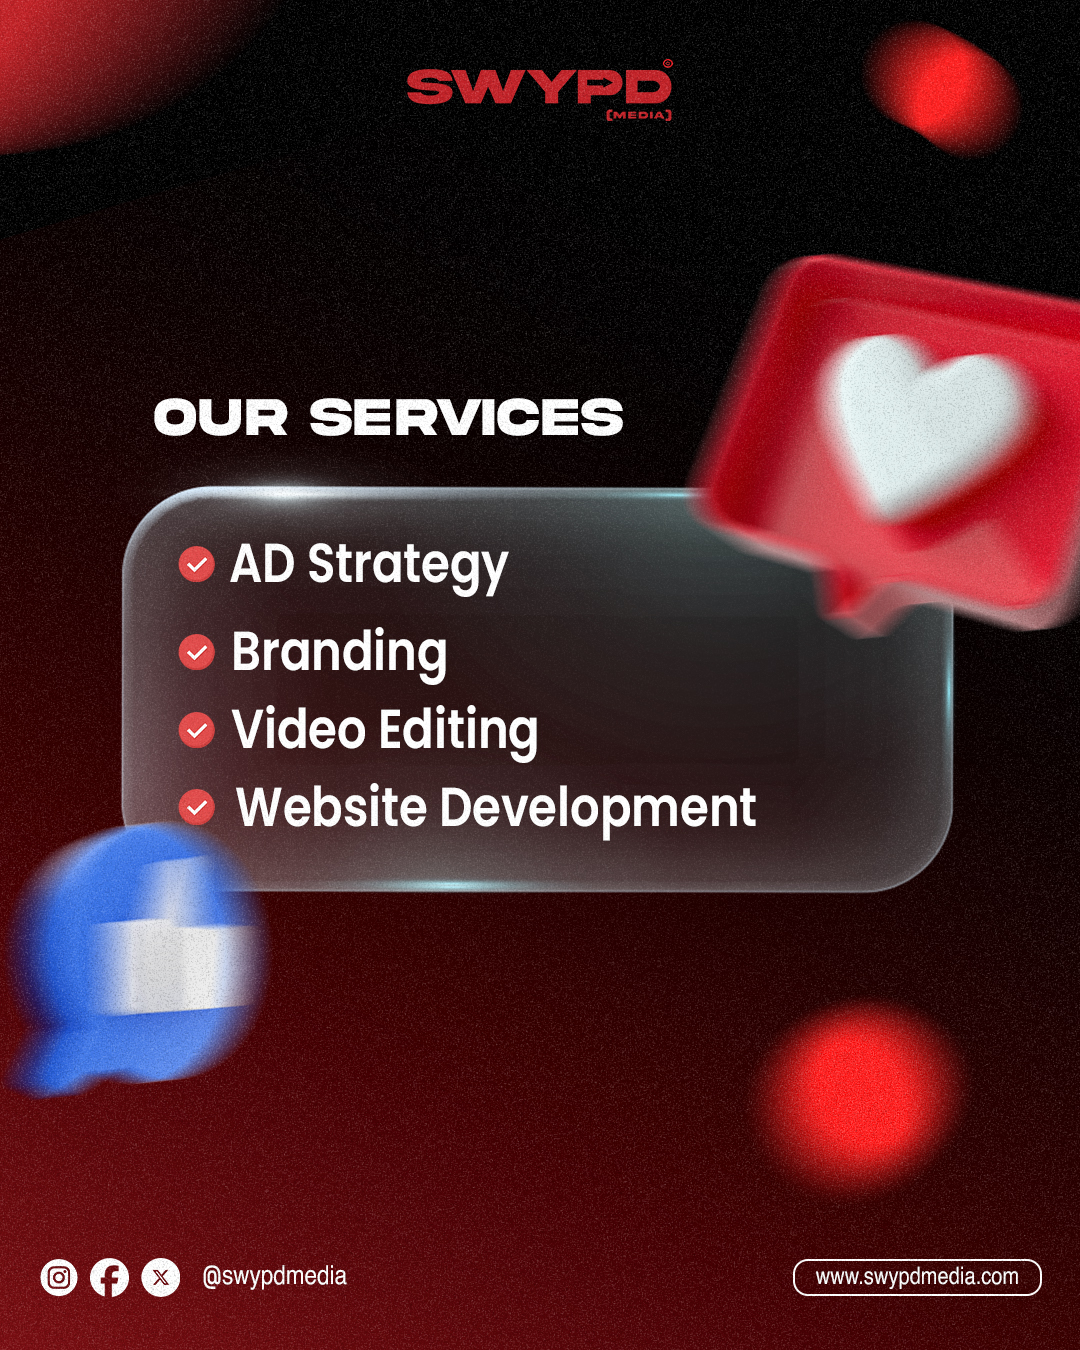 SWYPD®
[MEDIA]
OUR SERVICES
AD Strategy
Branding
Video Editing
Website Development
@swypdmedia
www.swypdmedia.com